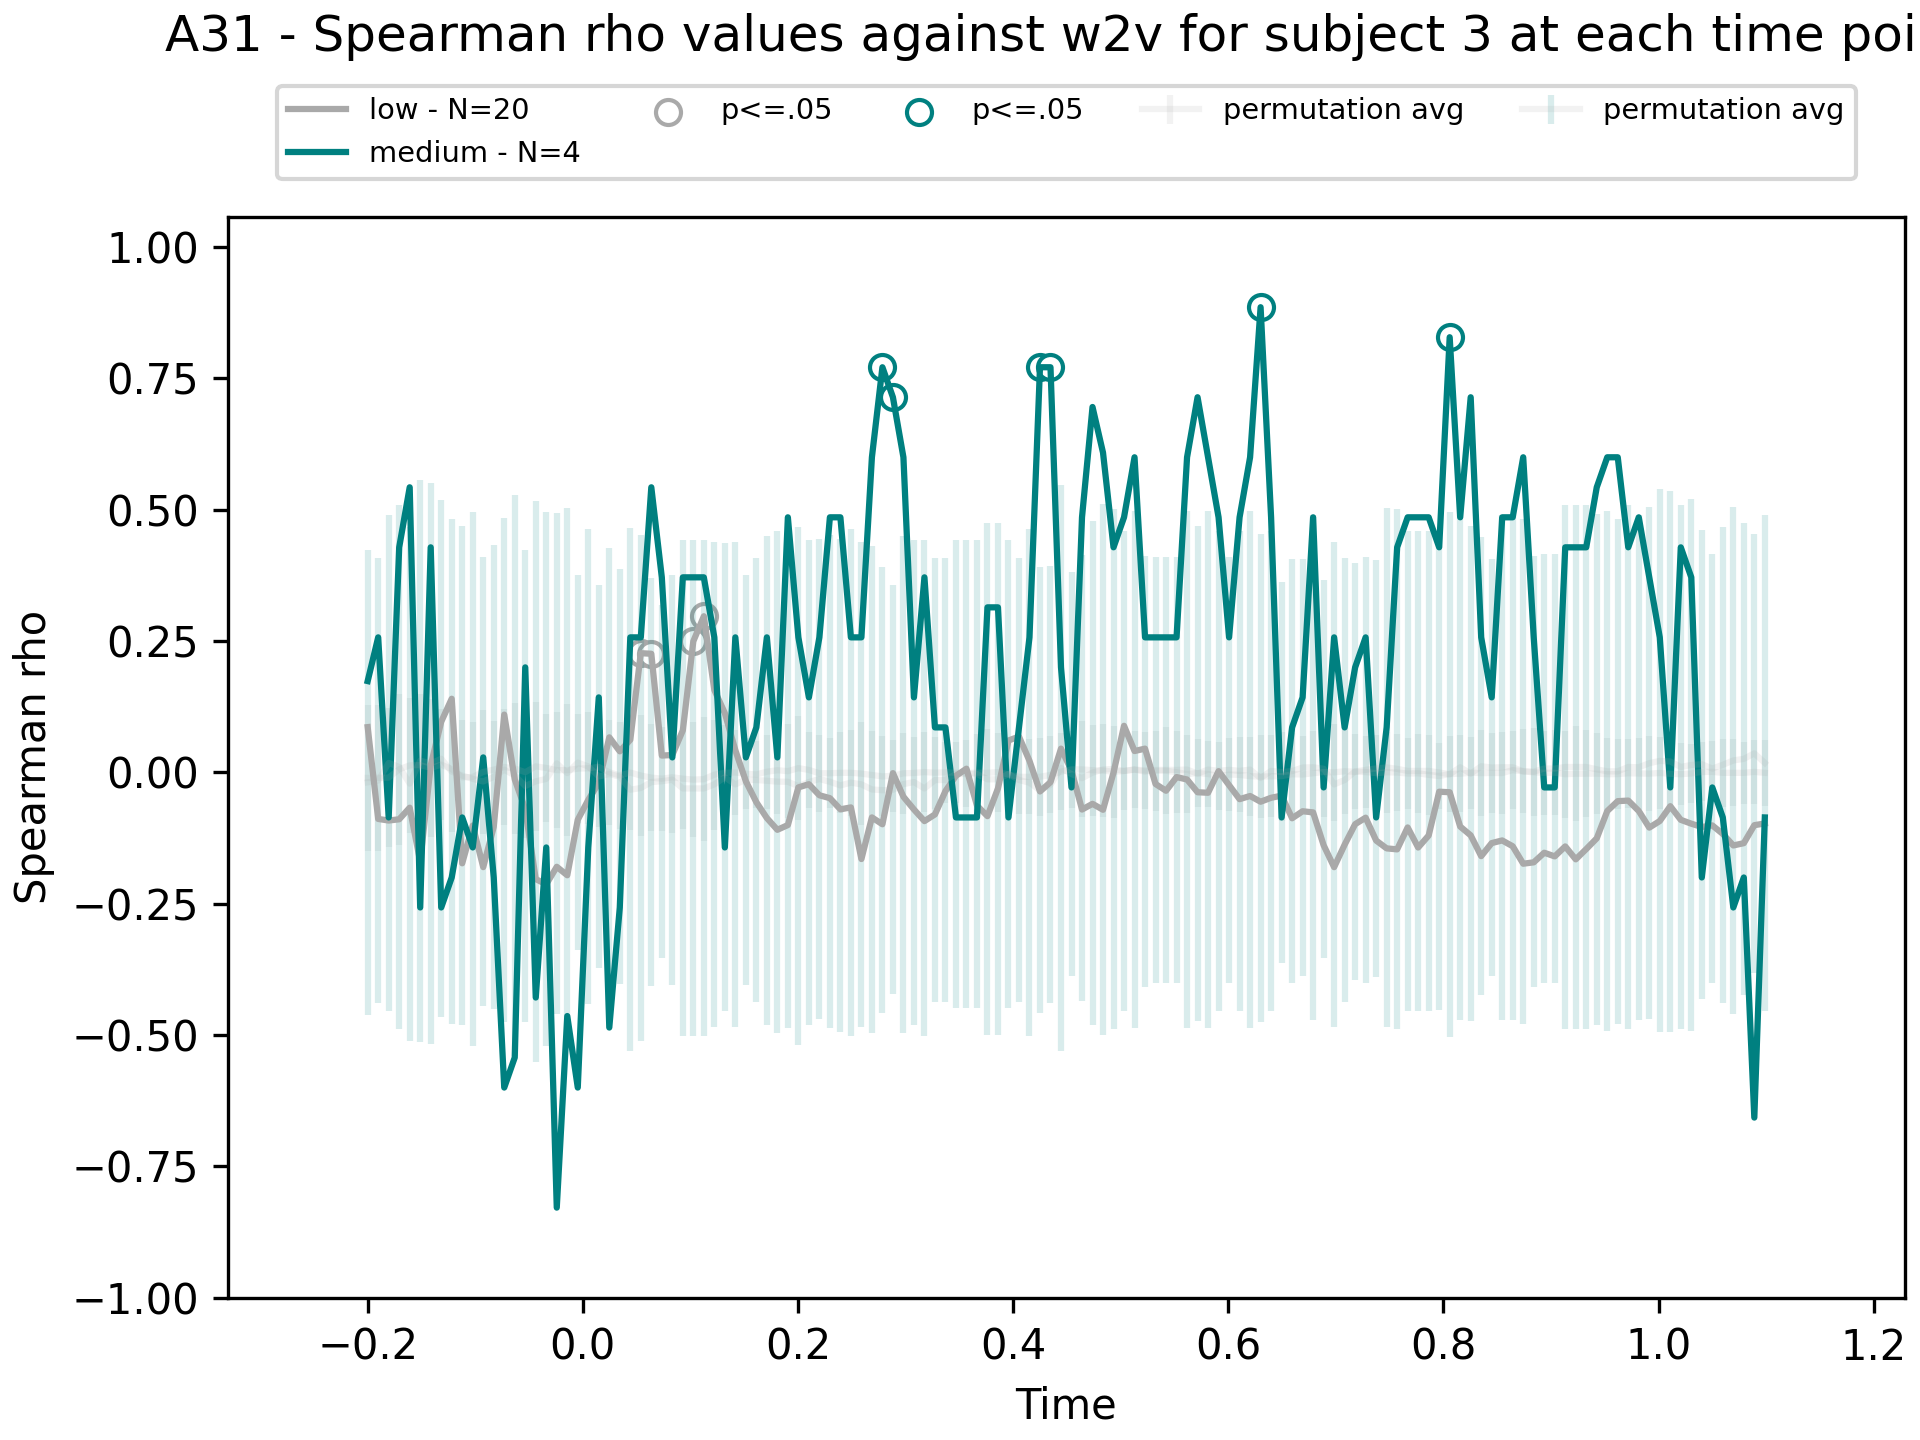 A31 - Spearman rho values against w2v for subject 3 at each time poi
low - N=20 p<=.05 p<=.05 permutation avg permutation avg
medium - N=4
1.00
0.75
0.50
0.25
0.00
−0.25
−0.50
−0.75
−1.00
Spearman rho
−0.2 0.0 0.2 0.4 0.6 0.8 1.0 1.2
Time